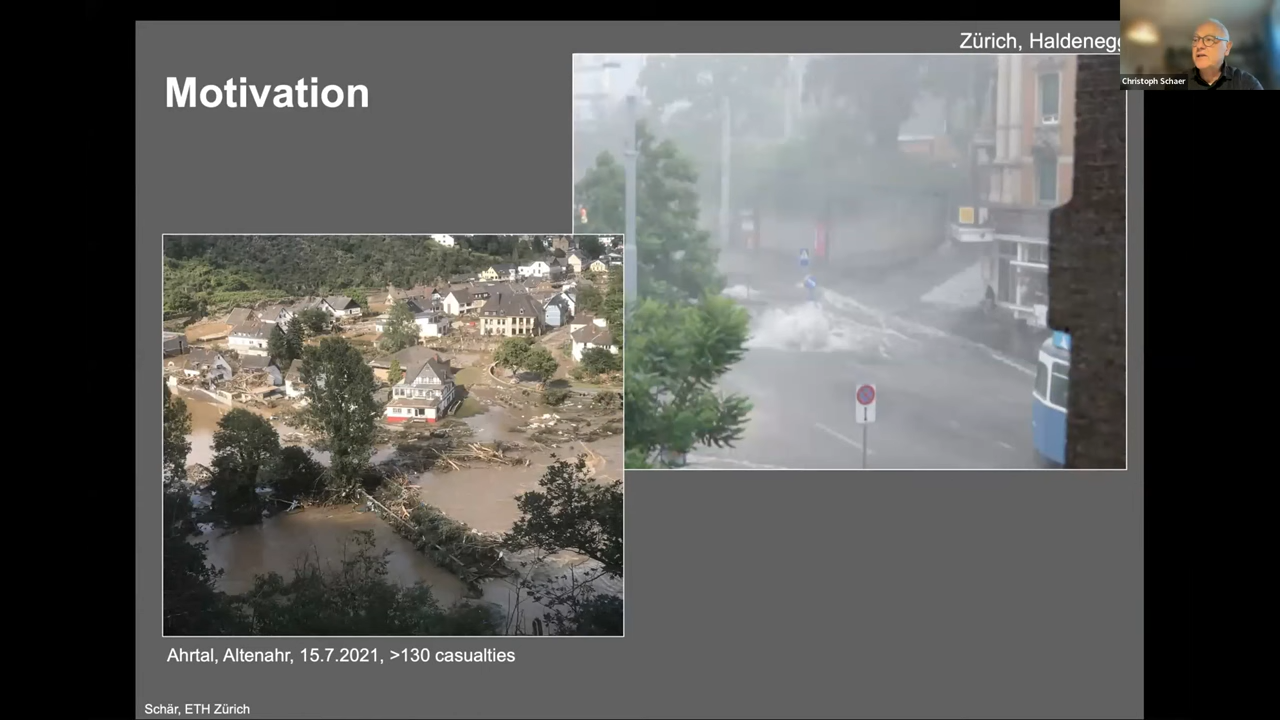 Zürich, Haldenegg
Christoph Schaer
Motivation
Ahrtal, Altenahr, 15.7.2021, >130 casualties
Schär, ETH Zürich